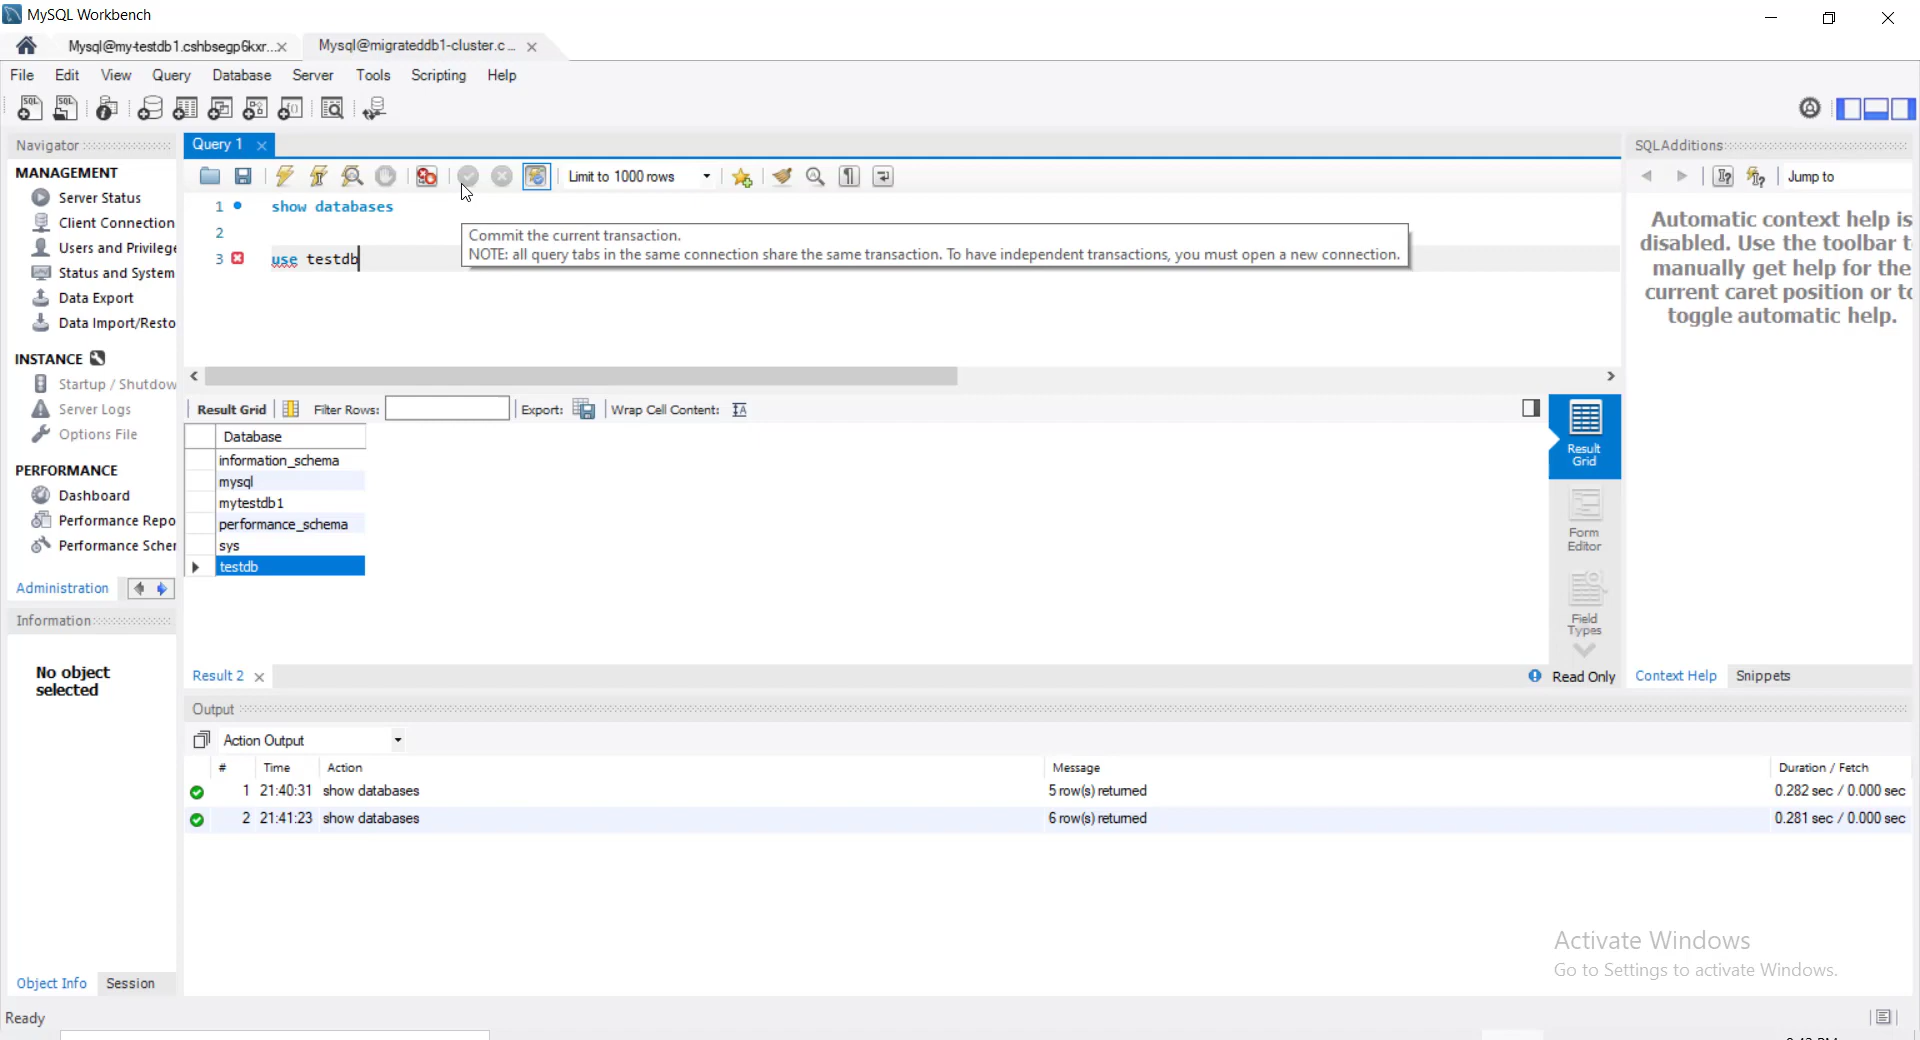 MySQL Workbench
Mysql@my-testdb1.cshbsegp6kxr... Mysql@migrateddb1-cluster.c...
File Edit View Query Database Server Tools Scripting Help
Navigator Query 1 SQLAdditions
Limit to 1000 rows Jump to
MANAGEMENT
Server Status
Client Connection
Users and Privilege
Status and System
Data Export
Data Import/Resto
INSTANCE
Startup / Shutdow
Server Logs
Options File
PERFORMANCE
Dashboard
Performance Repo
Performance Scher
Administration
Information
No object
selected
Object Info Session
1 show databases
2
3 use testdb
Commit the current transaction.
NOTE: all query tabs in the same connection share the same transaction. To have independent transactions, you must open a new connection.
Result Grid Filter Rows: Export: Wrap Cell Content:
Database
information_schema
mysql
mytestdb1
performance_schema
sys
testdb
Result
Grid
Form
Editor
Field
Types
Result 2 Read Only
Automatic context help is
disabled. Use the toolbar t
manually get help for the
current caret position or to
toggle automatic help.
Context Help Snippets
Output
Action Output
# Time Action Message Duration / Fetch
1 21:40:31 show databases 5 row(s) returned 0.282 sec / 0.000 sec
2 21:41:23 show databases 6 row(s) returned 0.281 sec / 0.000 sec
Activate Windows
Go to Settings to activate Windows.
Ready